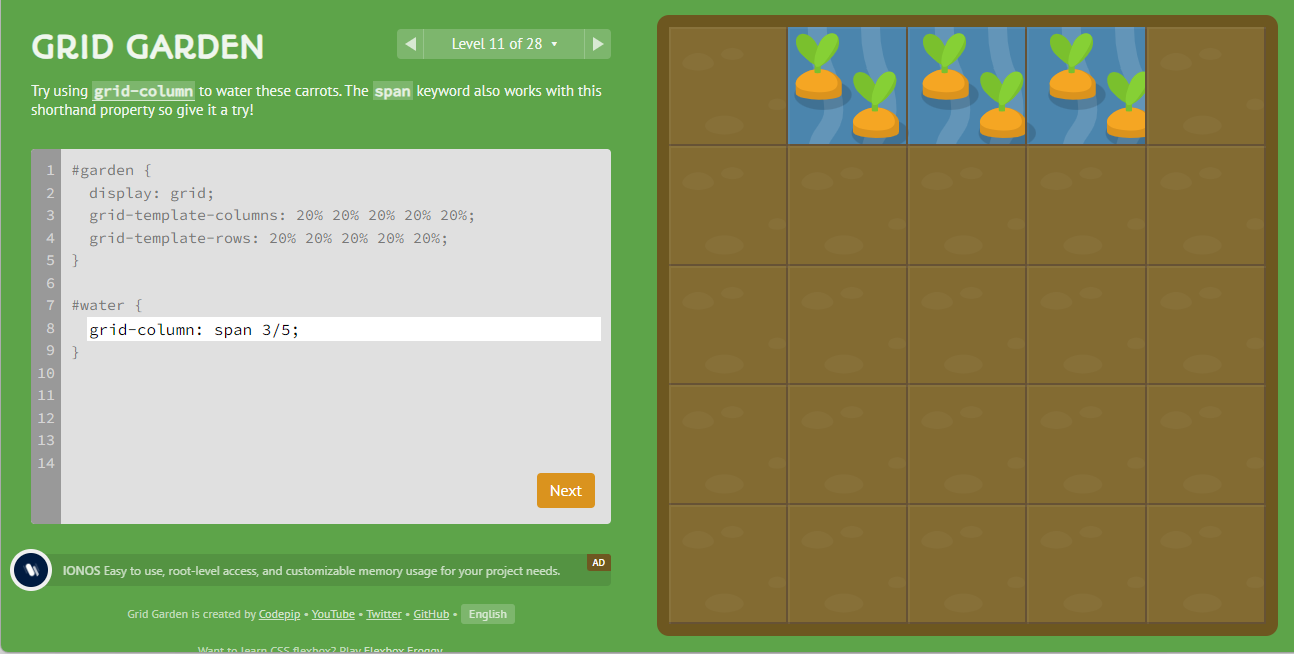 GRID GARDEN
◀ Level 11 of 28 ▾ ▶
Try using grid-column to water these carrots. The span keyword also works with this
shorthand property so give it a try!
1 #garden {
2 display: grid;
3 grid-template-columns: 20% 20% 20% 20% 20%;
4 grid-template-rows: 20% 20% 20% 20% 20%;
5 }
6
7 #water {
8 grid-column: span 3/5;
9 }
10
11
12
13
14
Next
AD
IONOS Easy to use, root-level access, and customizable memory usage for your project needs.
Grid Garden is created by Codepip • YouTube • Twitter • GitHub • English
Want to learn CSS flexbox? Play Flexbox Froggy